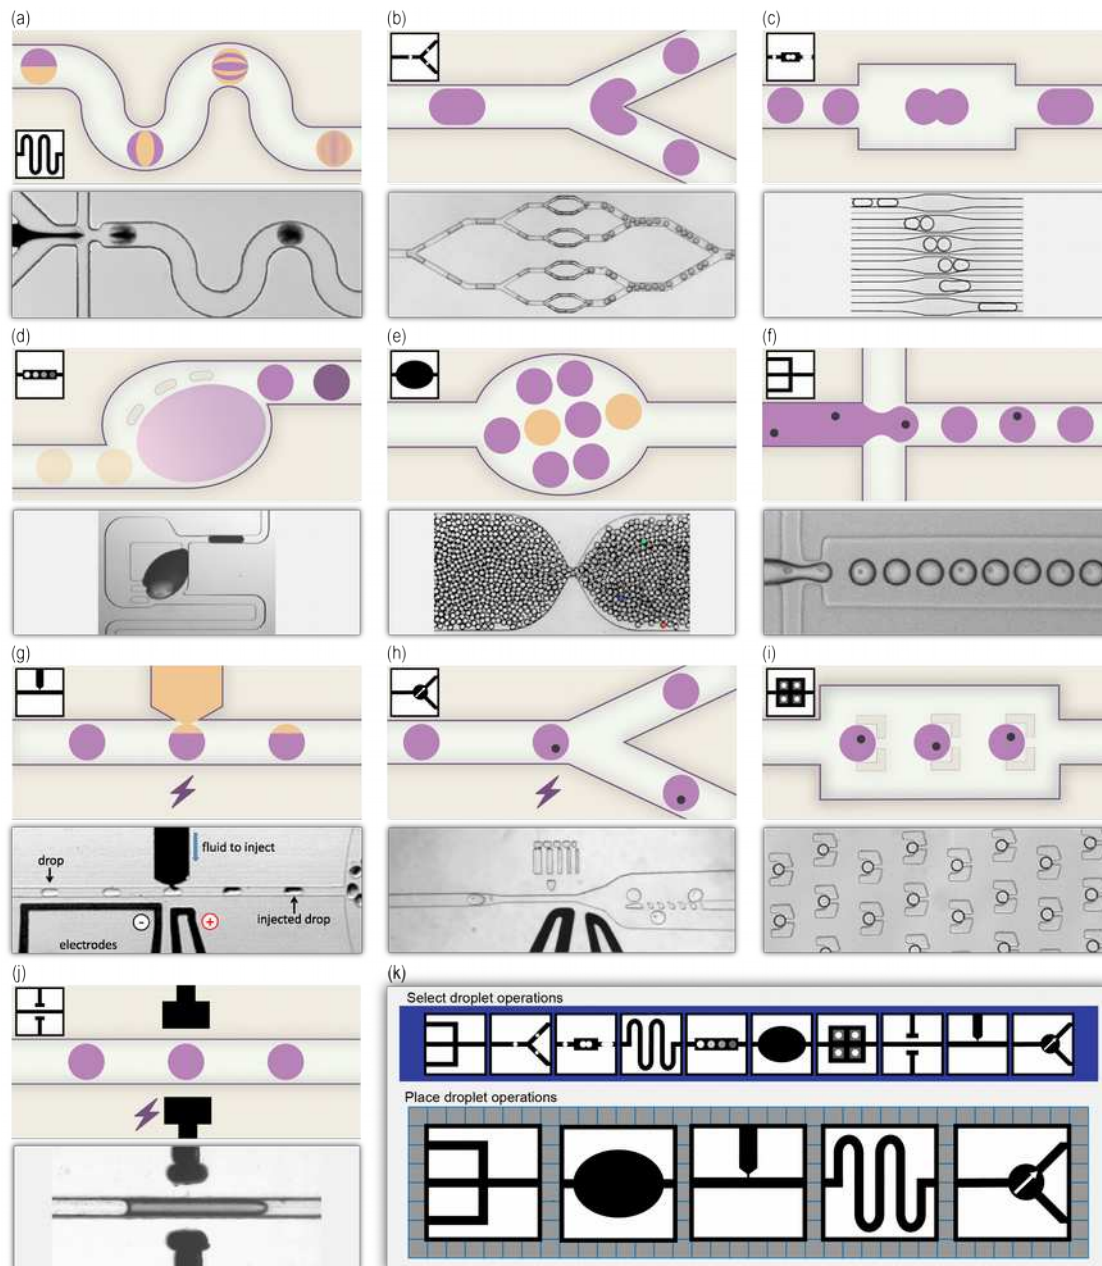 (a)
(b)
(c)
(d)
(e)
(f)
(g)
(h)
(i)
fluid to inject
drop
injected drop
-
+
electrodes
(j)
(k)
Select droplet operations
Place droplet operations